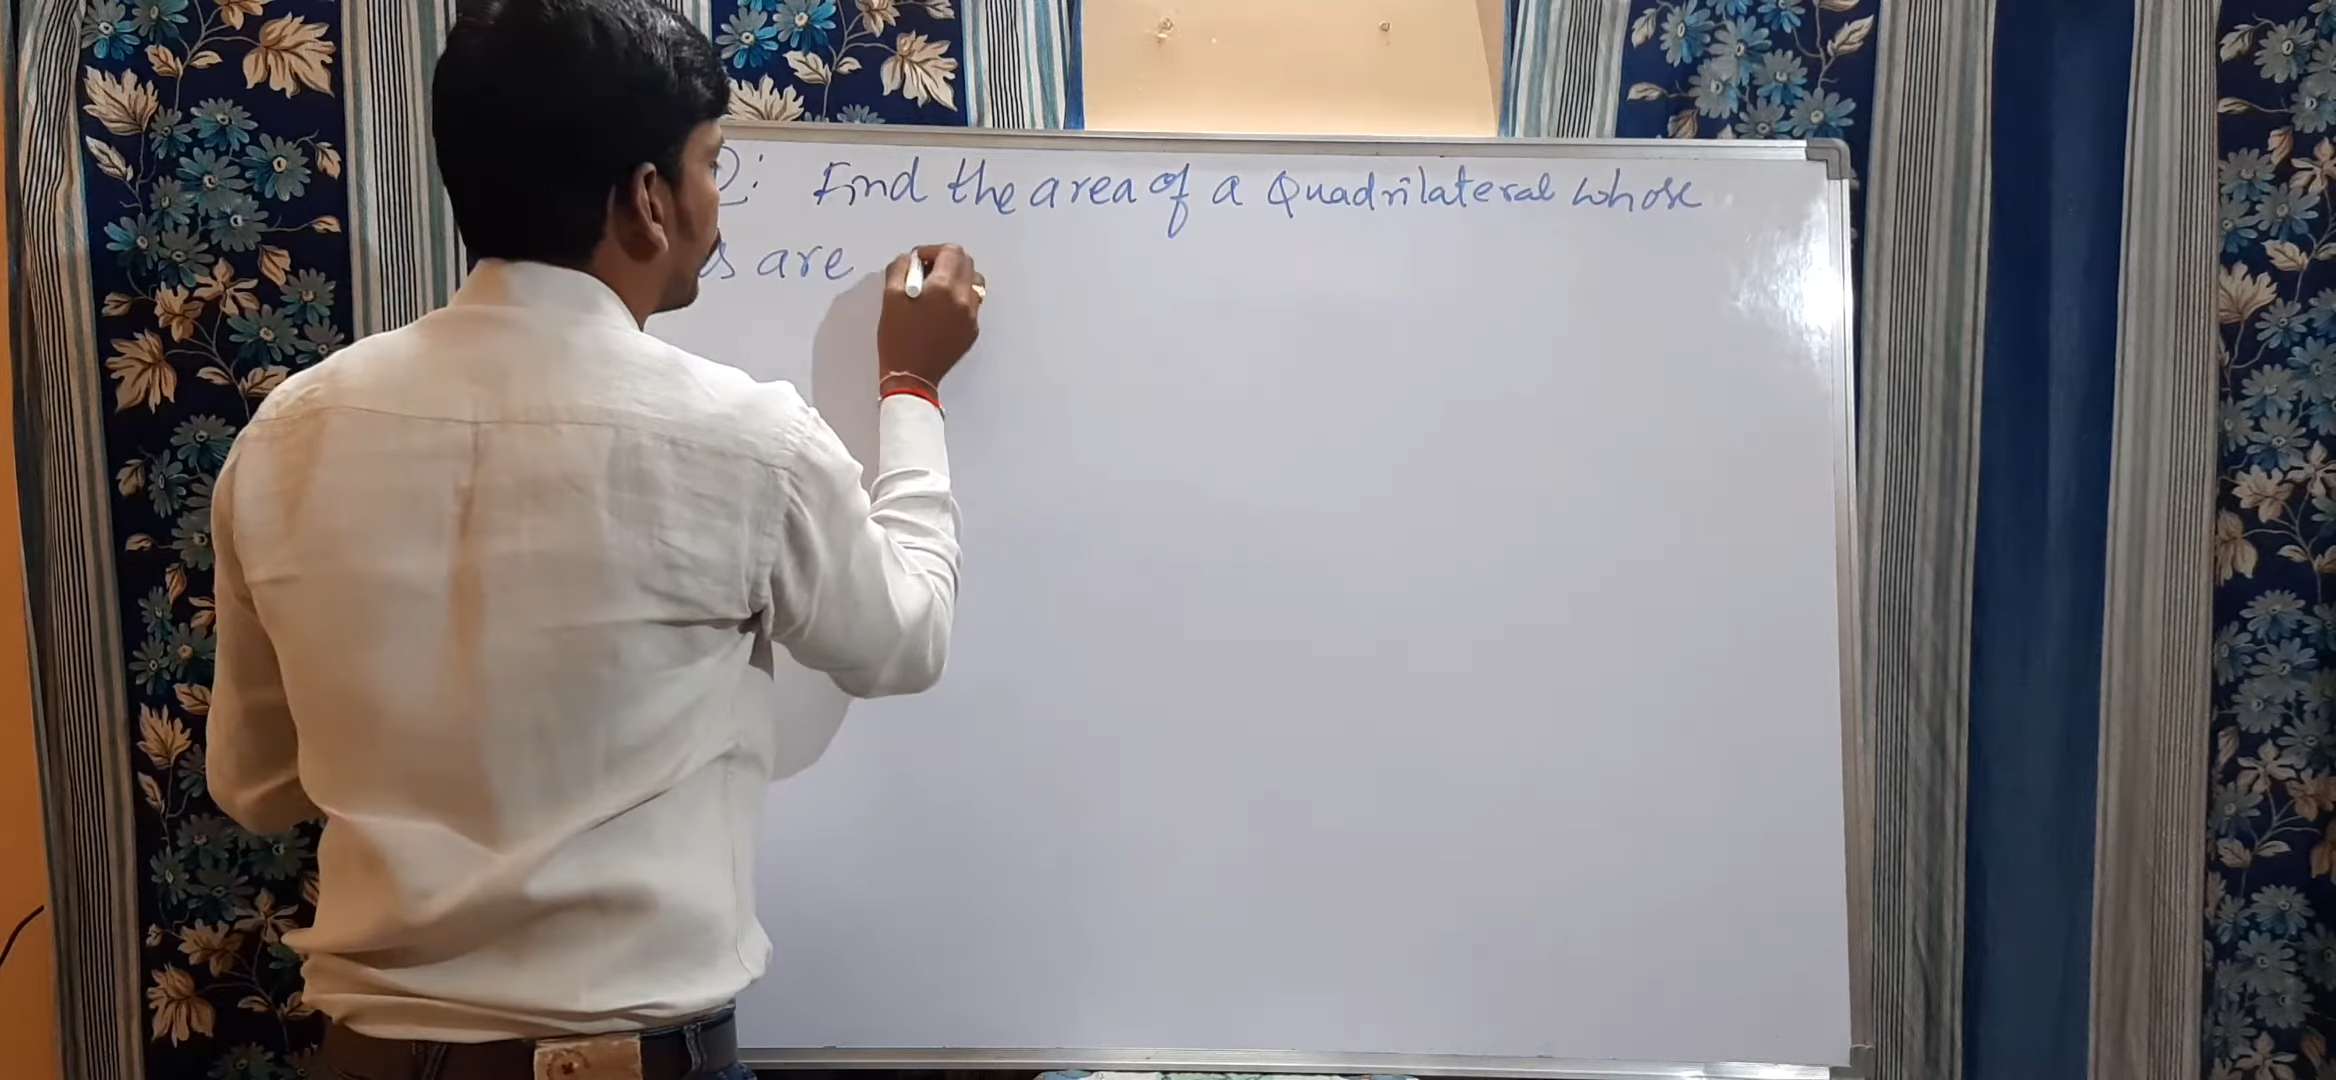 Q: Find the area of a Quadrilateral whose
are